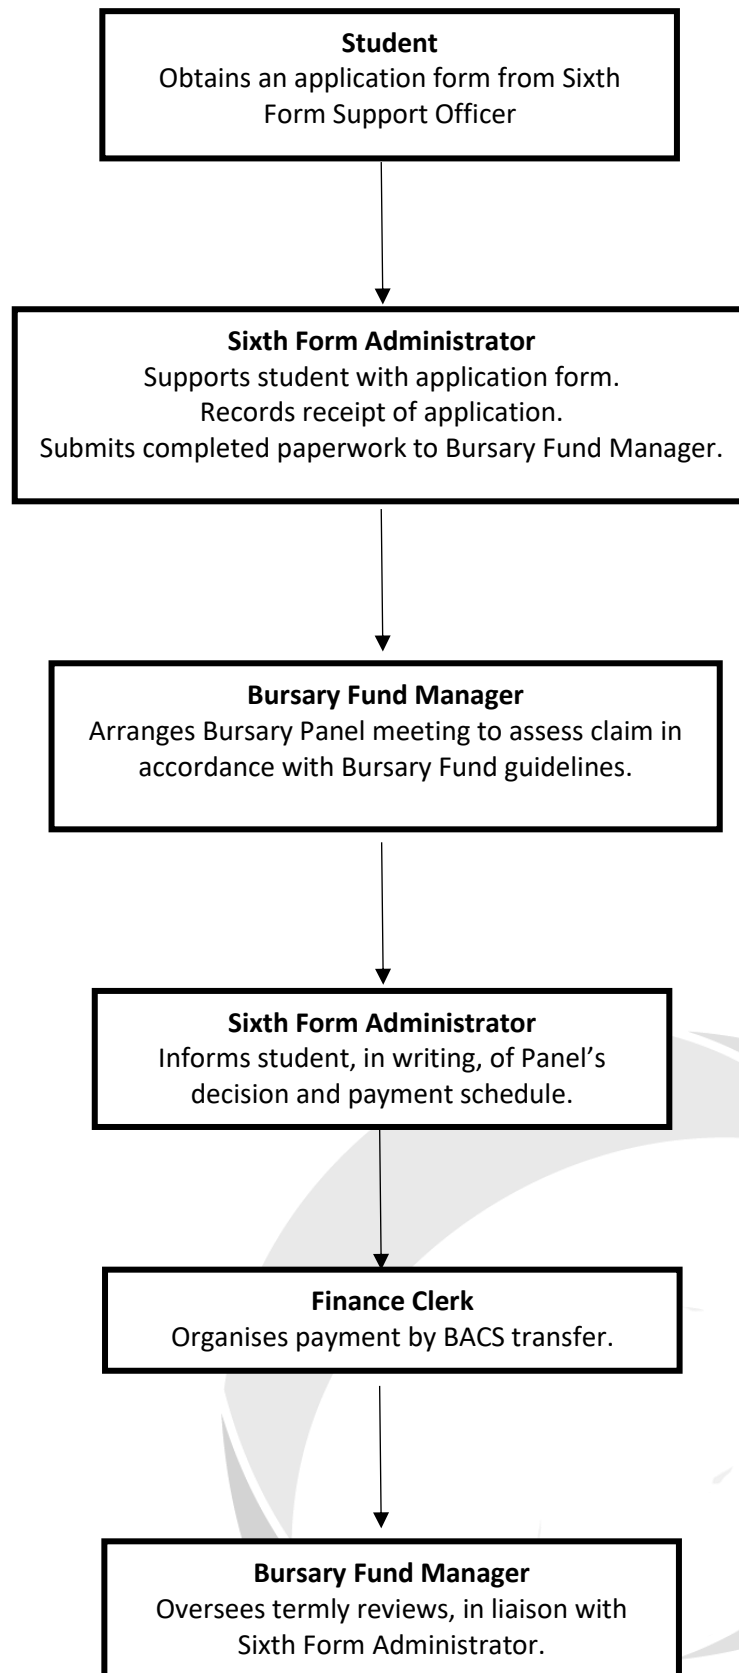 Student
Obtains an application form from Sixth
Form Support Officer
Sixth Form Administrator
Supports student with application form.
Records receipt of application.
Submits completed paperwork to Bursary Fund Manager.
Bursary Fund Manager
Arranges Bursary Panel meeting to assess claim in
accordance with Bursary Fund guidelines.
Sixth Form Administrator
Informs student, in writing, of Panel’s
decision and payment schedule.
Finance Clerk
Organises payment by BACS transfer.
Bursary Fund Manager
Oversees termly reviews, in liaison with
Sixth Form Administrator.